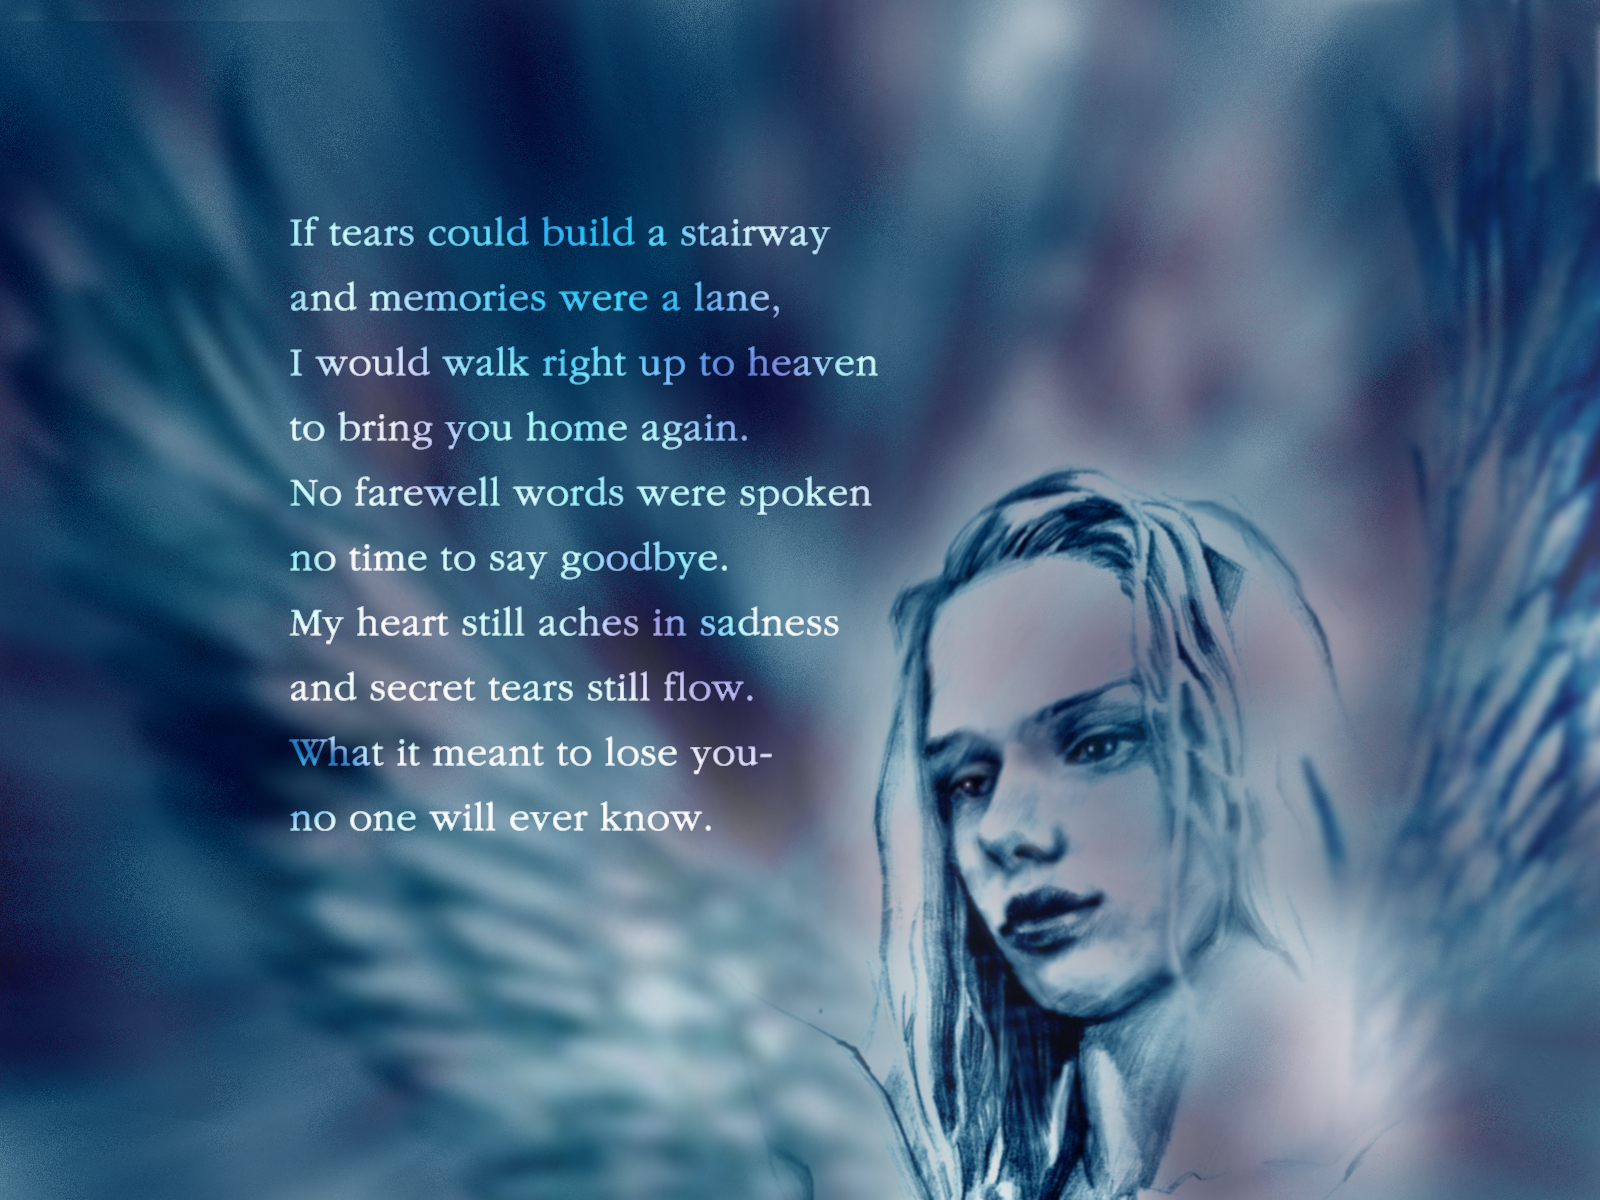 If tears could build a stairway
and memories were a lane,
I would walk right up to heaven
to bring you home again.
No farewell words were spoken
no time to say goodbye.
My heart still aches in sadness
and secret tears still flow.
What it meant to lose you-
no one will ever know.